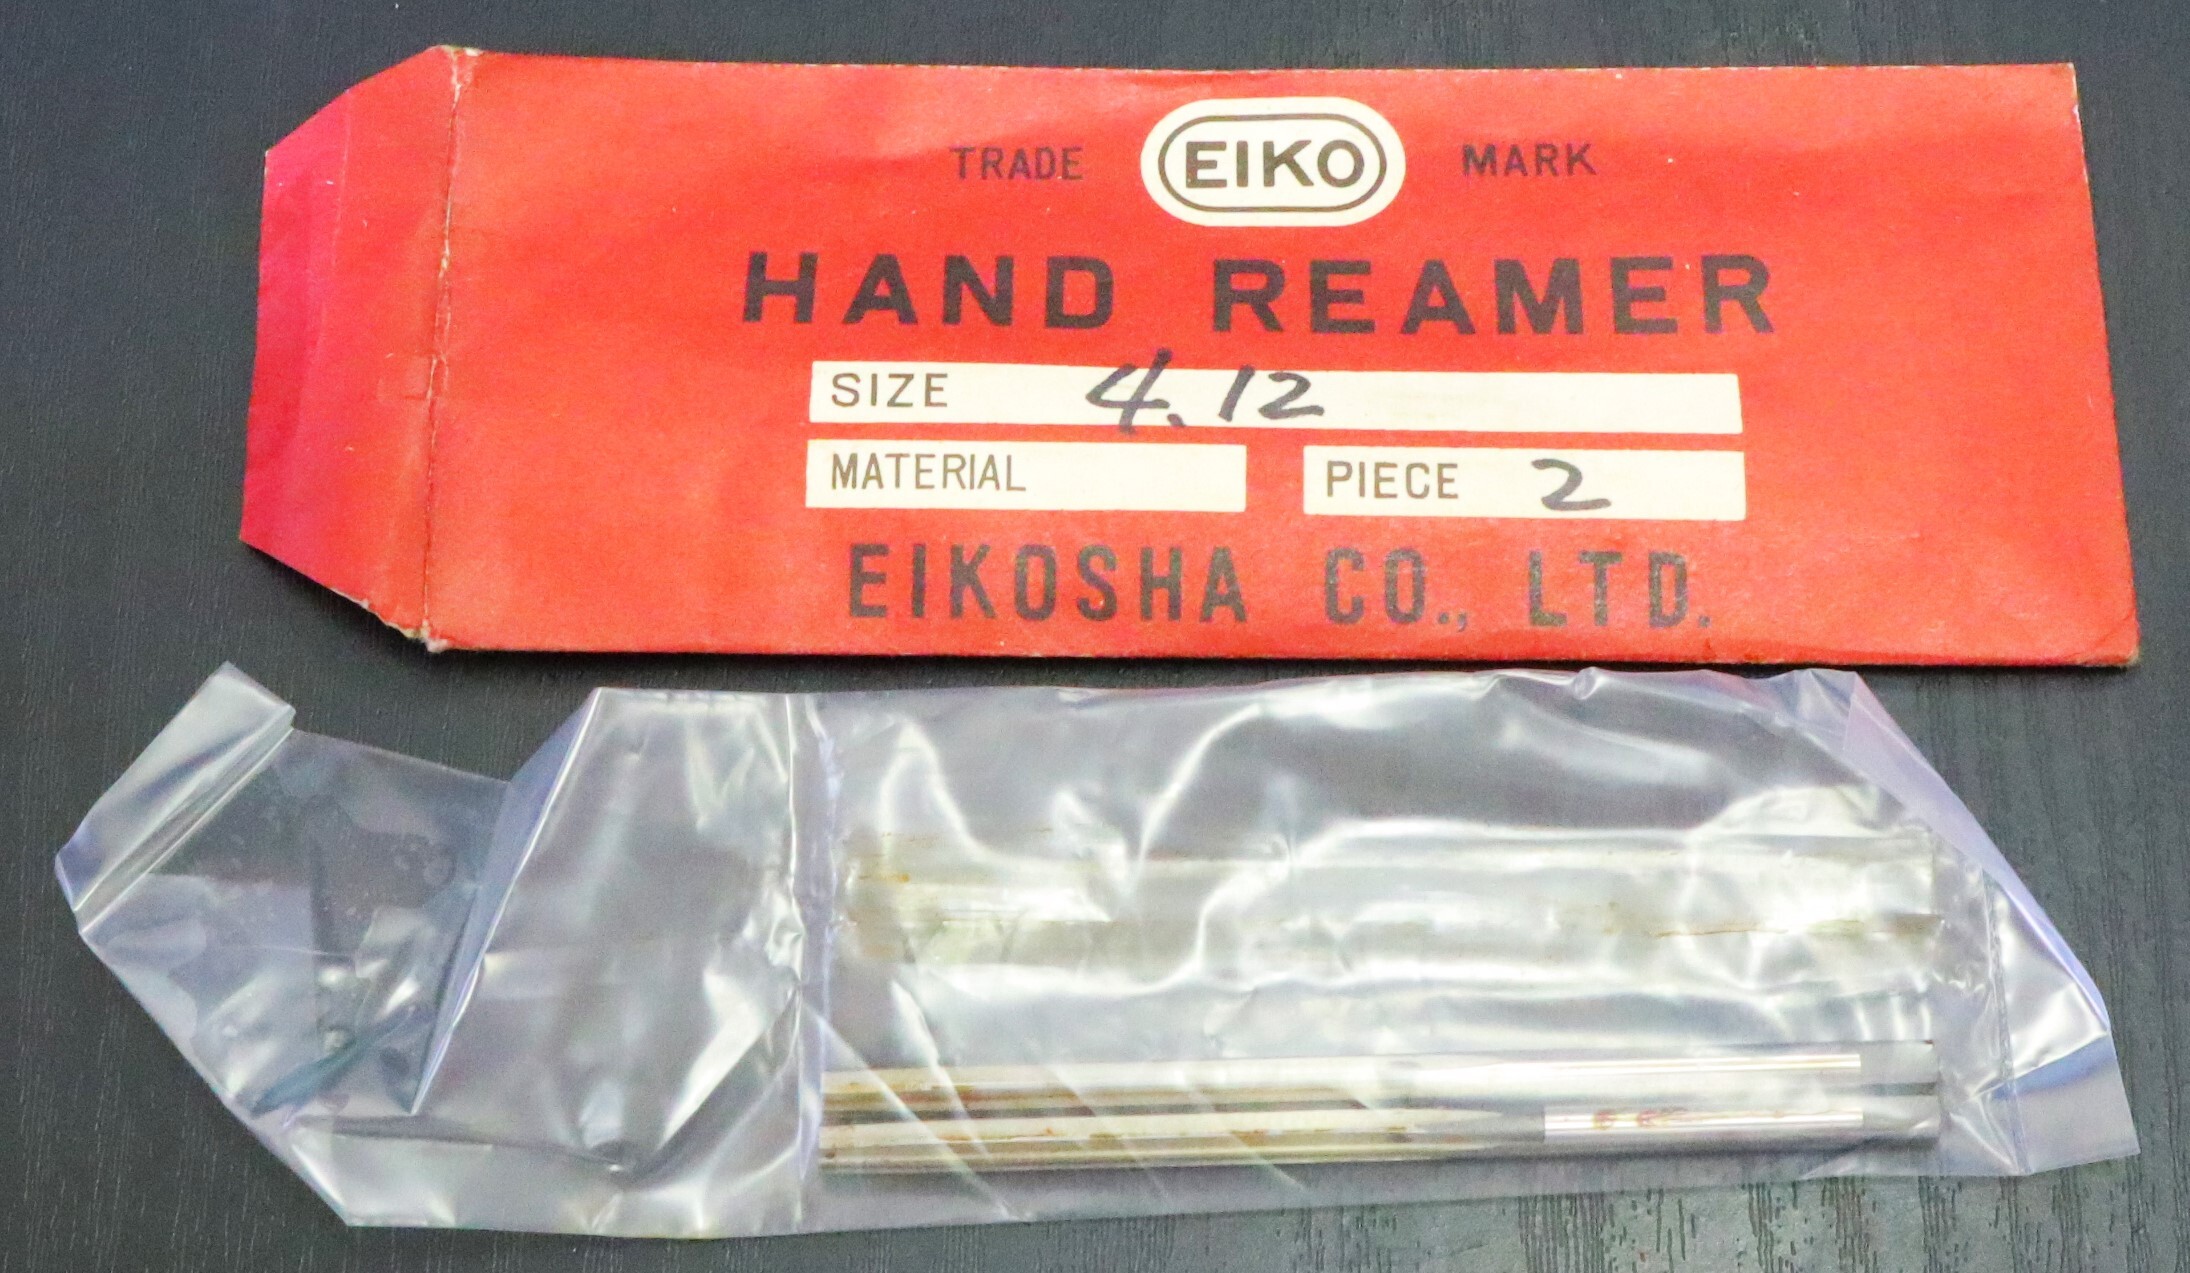 TRADE EIKO MARK
HAND REAMER
SIZE 4.12
MATERIAL PIECE 2
EIKOSHA CO., LTD.